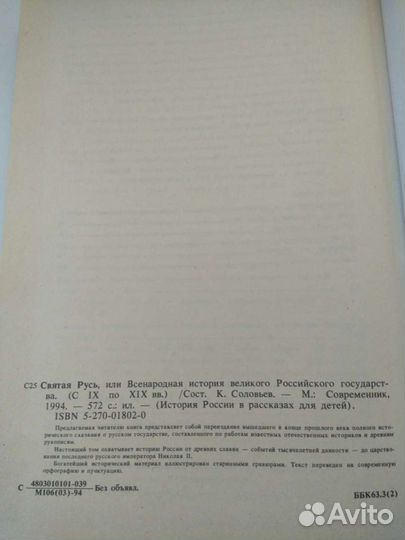 С25 Святая Русь, или Всенародная история великого Российского государст-
ва. (С IX по XIX вв.) /Сост. К. Соловьев. — М.: Современник,
1994. — 572 с.: ил. — (История России в рассказах для детей).
ISBN 5-270-01802-0
Предлагаемая читателю книга представляет собой переиздание вышедшего в конце прошлого века полного исто-
рического сказания о русском государстве, составленного по работам известных отечественных историков и древним
рукописям.
Настоящий том охватывает историю России от древних славян — событий тысячелетней давности — до царство-
вания последнего русского императора Николая II.
Богатейший исторический материал иллюстрирован старинными гравюрами. Текст переведен на современную
орфографию и пунктуацию.
С 4803010101-039
М106(03)-94 Без объявл.
ББК63.3(2)
Avito